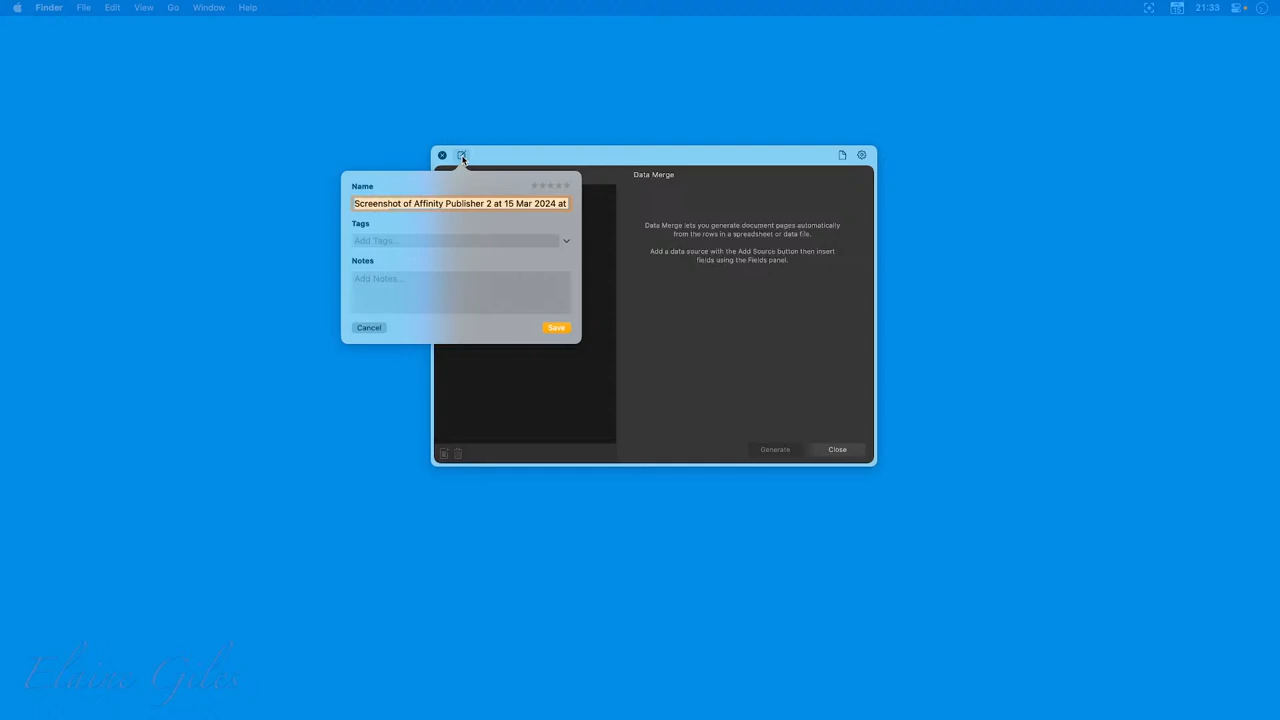 Finder File Edit View Go Window Help 21:33
Data Merge
Name
Screenshot of Affinity Publisher 2 at 15 Mar 2024 at
Tags
Add Tags...
Notes
Add Notes...
Cancel Save
Data Merge lets you generate document pages automatically
from the rows in a spreadsheet or data file.
Add a data source with the Add Source button then insert
fields using the Fields panel.
Generate Close
Elaine Giles